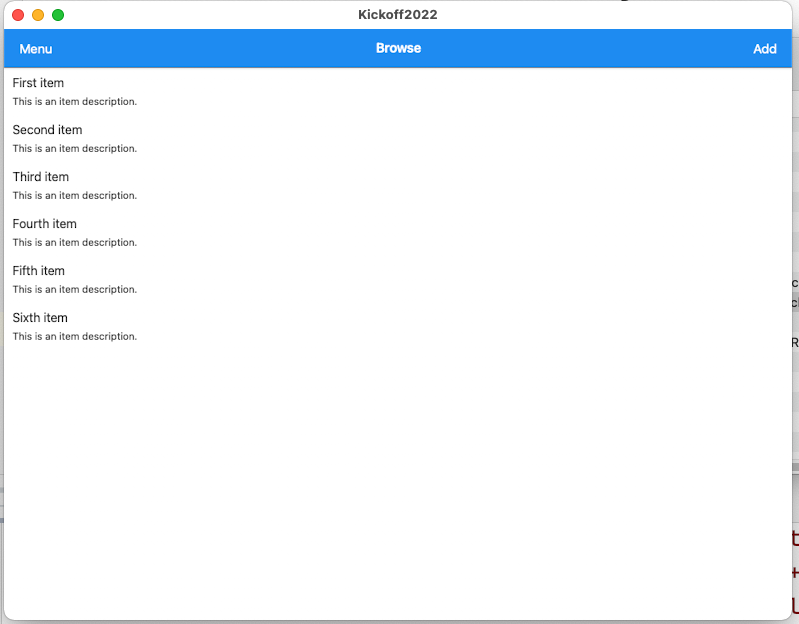 Kickoff2022
Menu Browse Add
First item
This is an item description.
Second item
This is an item description.
Third item
This is an item description.
Fourth item
This is an item description.
Fifth item
This is an item description.
Sixth item
This is an item description.